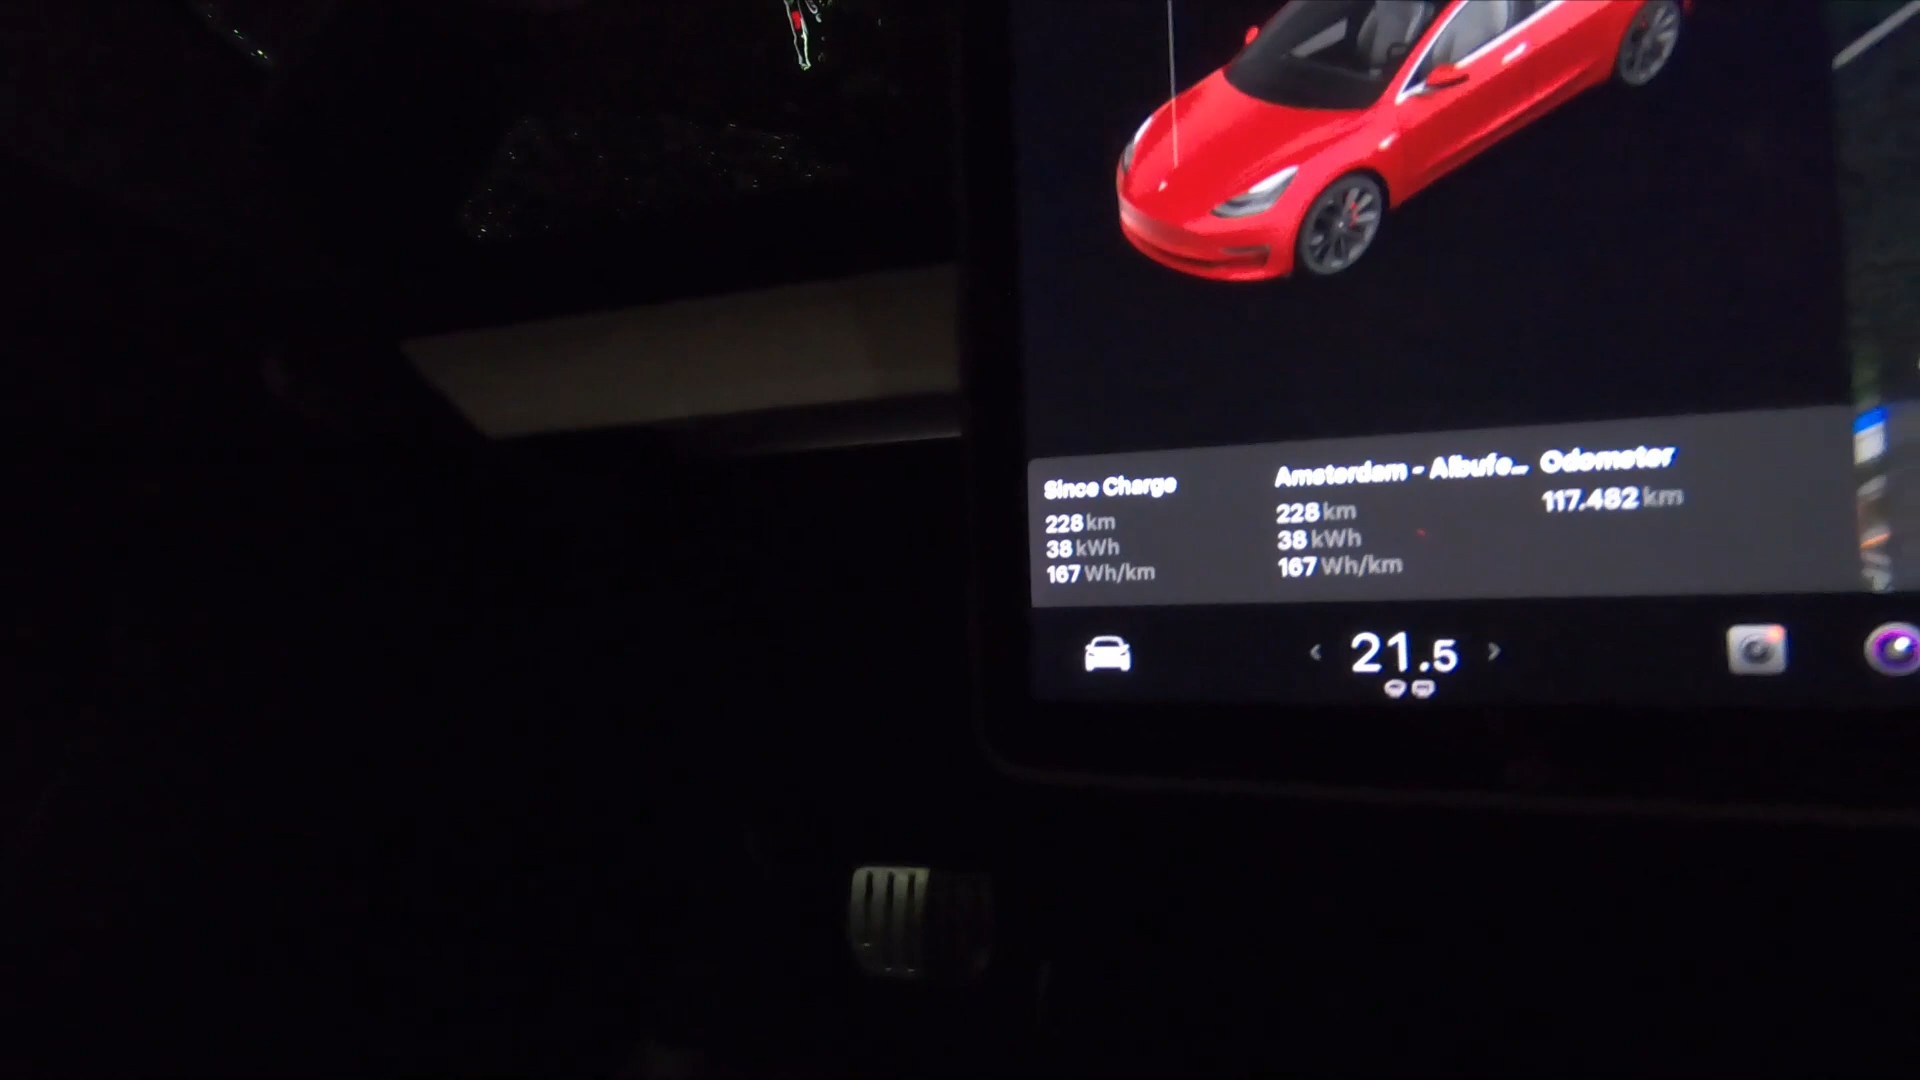 Since Charge
228 km
38 kWh
167 Wh/km
Amsterdam - Albufe...
228 km
38 kWh
167 Wh/km
Odometer
117.482 km
21.5